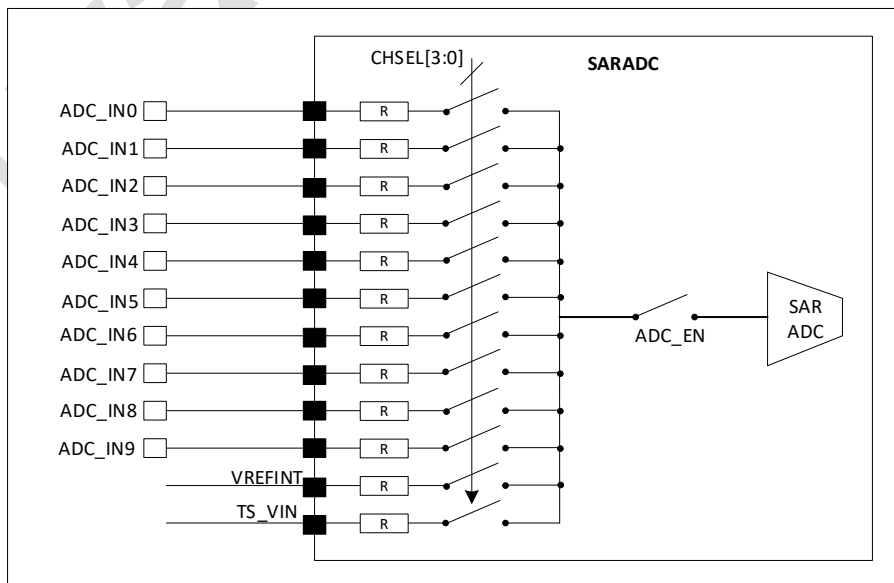 CHSEL[3:0]
SARADC
ADC_IN0
R
ADC_IN1
R
ADC_IN2
R
ADC_IN3
R
ADC_IN4
R
ADC_IN5
R
ADC_IN6
R
ADC_IN7
R
ADC_IN8
R
ADC_IN9
R
VREFINT
R
TS_VIN
R
ADC_EN
SAR
ADC